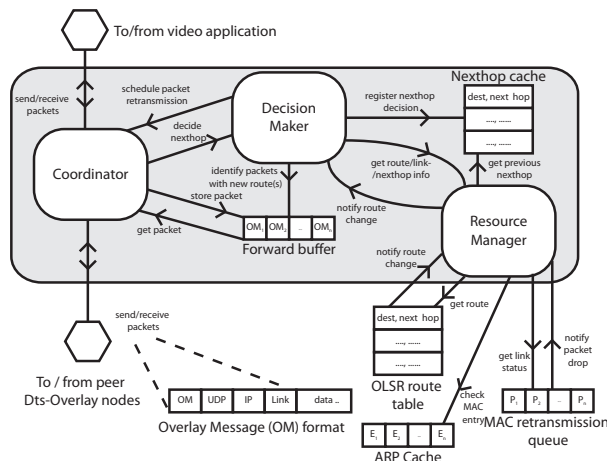 To/from video application
send/receive
packets
schedule packet
retransmission
Decision
Maker
register nexthop
decision
Nexthop cache
dest, next hop
...., ......
...., ......
decide
nexthop
Coordinator
identify packets
with new route(s)
get route/link-
/nexthop info
get previous
nexthop
store packet
get packet
OM1 OM2 .. OMn
Forward buffer
notify route
change
Resource
Manager
notify route
change
get route
send/receive
packets
dest, next hop
...., ......
...., ......
OLSR route
table
get link
status
notify
packet
drop
To / from peer
Dts-Overlay nodes
OM UDP IP Link data ..
Overlay Message (OM) format
check
MAC
entry
E1 E2 .. En
ARP Cache
P1 P2 .. Pn
MAC retransmission
queue